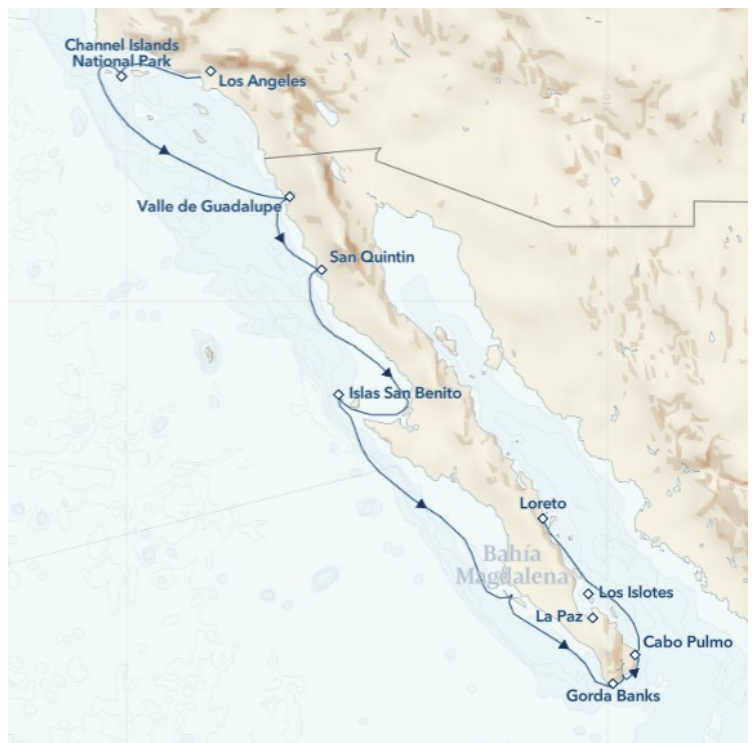 Channel Islands
National Park
Los Angeles
Valle de Guadalupe
San Quintin
Islas San Benito
Loreto
Bahía
Magdalena
Los Islotes
La Paz
Cabo Pulmo
Gorda Banks